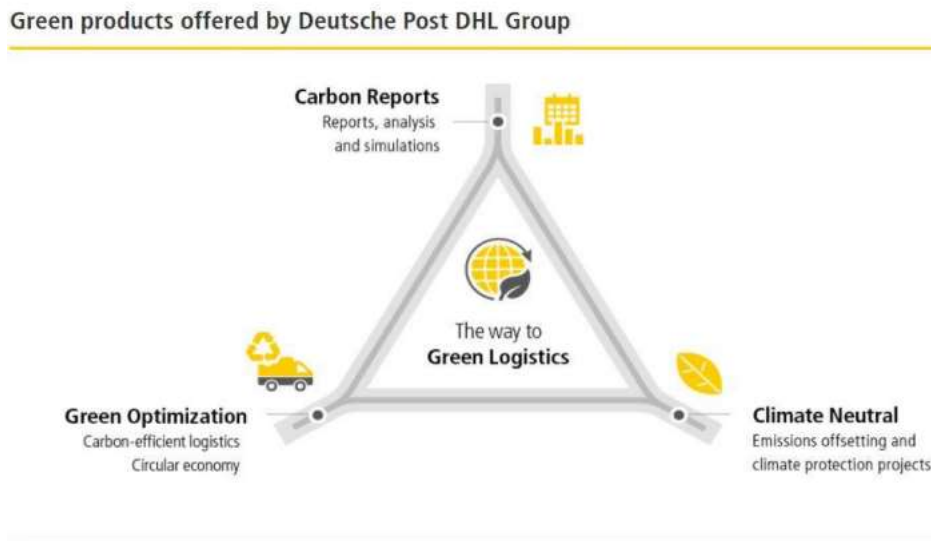 Green products offered by Deutsche Post DHL Group
Carbon Reports
Reports, analysis
and simulations
The way to
Green Logistics
Green Optimization
Carbon-efficient logistics
Circular economy
Climate Neutral
Emissions offsetting and
climate protection projects